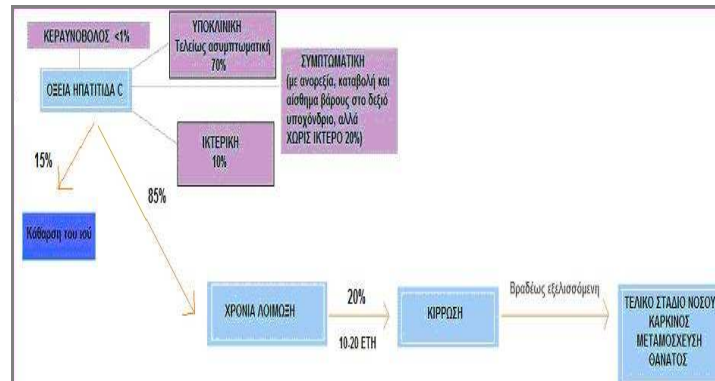 ΚΕΡΑΥΝΟΒΟΛΟΣ <1%
ΥΠΟΚΛΙΝΙΚΗ
Τελείως ασυμπτωματική
70%
ΟΞΕΙΑ ΗΠΑΤΙΤΙΔΑ C
ΣΥΜΠΤΩΜΑΤΙΚΗ
(με ανορεξία, καταβολή και
αίσθημα βάρους στο δεξιό
υποχόνδριο, αλλά
ΧΩΡΙΣ ΙΚΤΕΡΟ 20%)
ΙΚΤΕΡΙΚΗ
10%
15%
85%
Κάθαρση του ιού
ΧΡΟΝΙΑ ΛΟΙΜΩΞΗ
20%
10-20 ΕΤΗ
ΚΙΡΡΩΣΗ
Βραδέως εξελισσόμενη
ΤΕΛΙΚΟ ΣΤΑΔΙΟ ΝΟΣΟΥ
ΚΑΡΚΙΝΟΣ
ΜΕΤΑΜΟΣΧΕΥΣΗ
ΘΑΝΑΤΟΣ